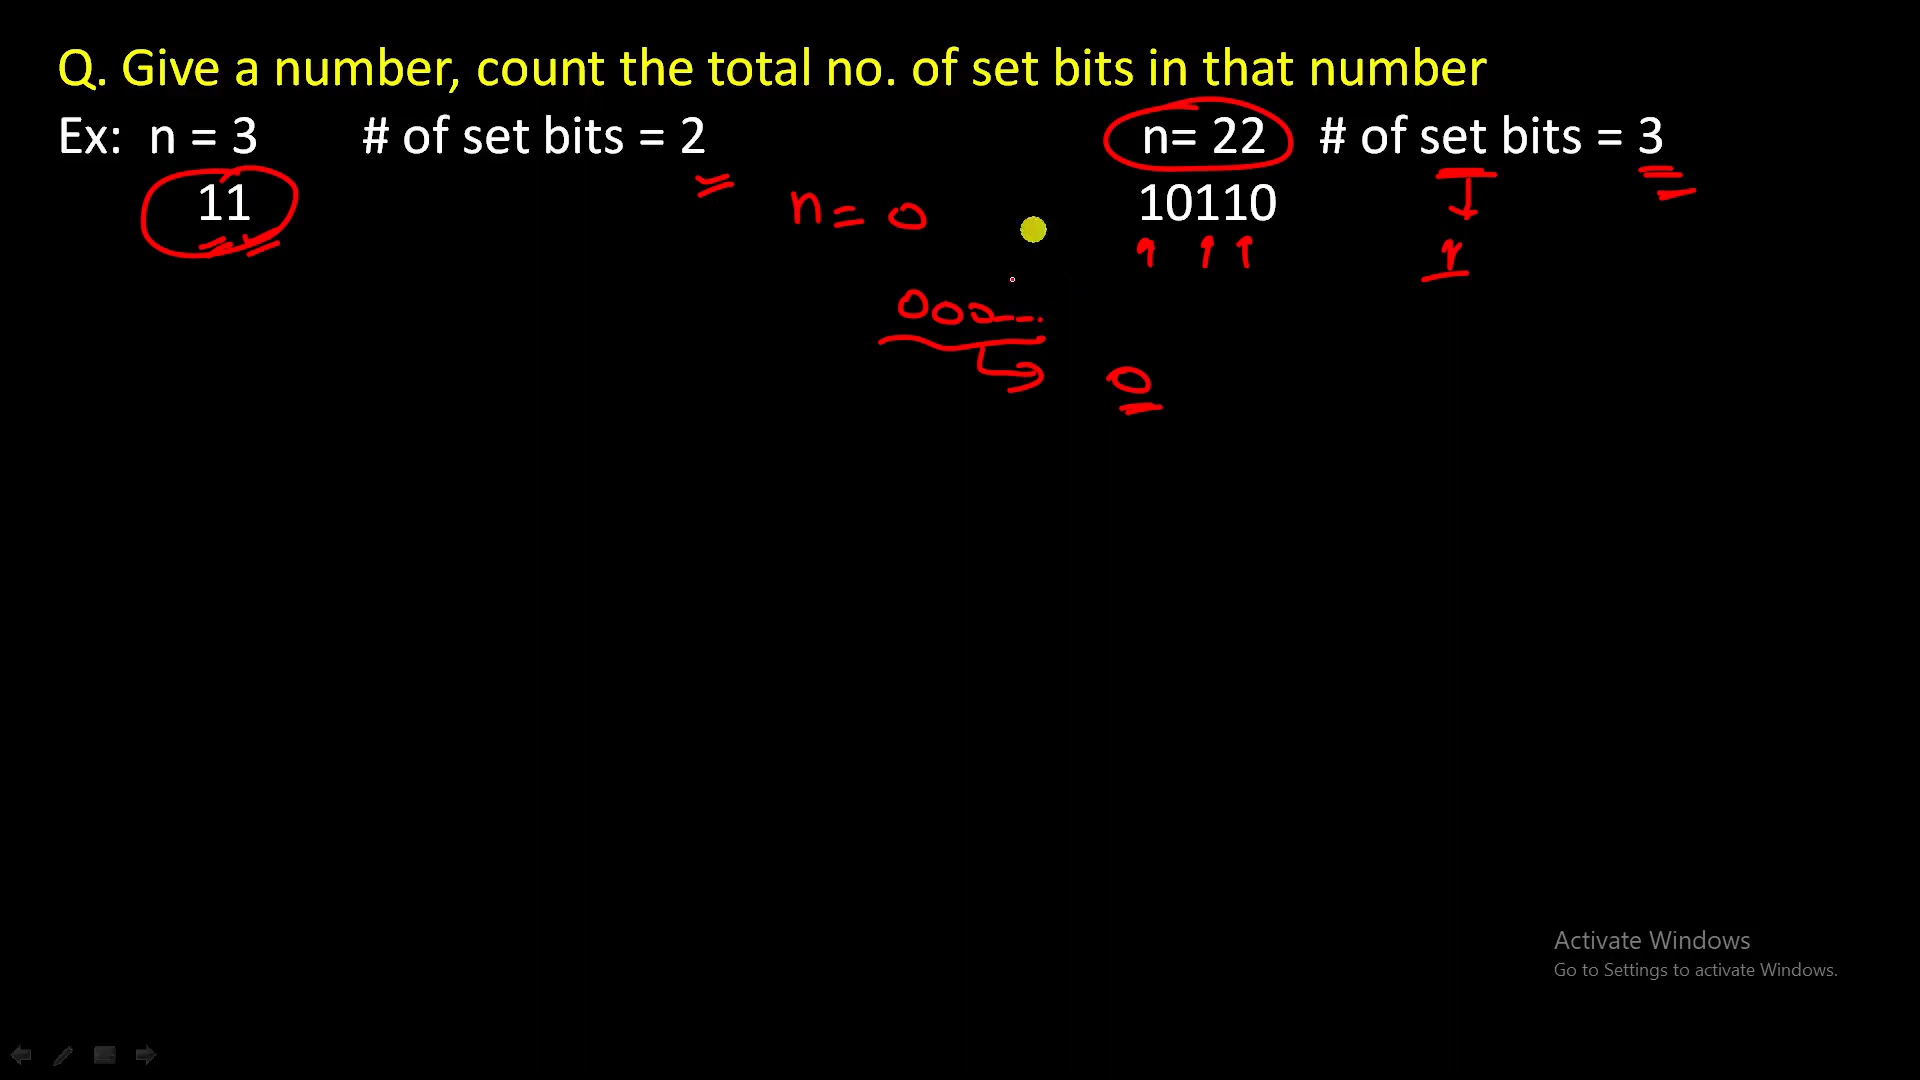 Q. Give a number, count the total no. of set bits in that number
Ex: n = 3 # of set bits = 2 n= 22 # of set bits = 3
11 n = 0 10110
1
000---.
0
Activate Windows
Go to Settings to activate Windows.